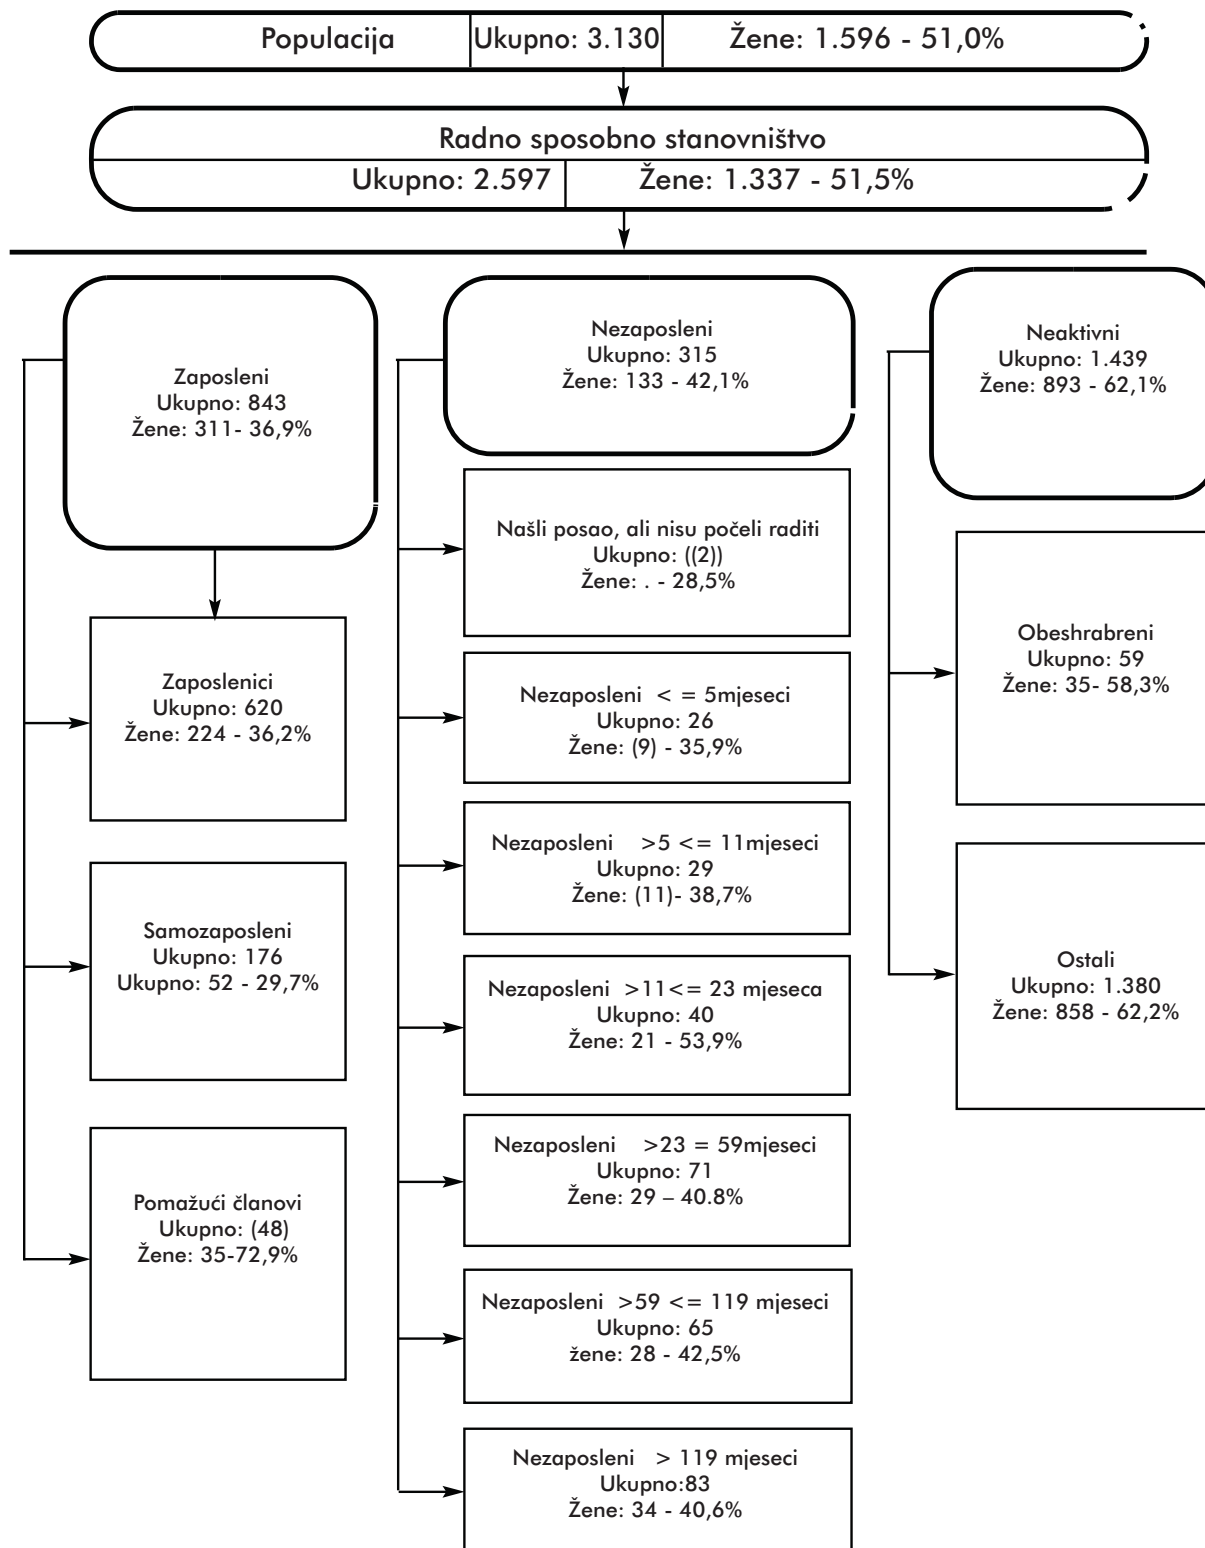 Populacija Ukupno: 3.130 Žene: 1.596 - 51,0%
Radno sposobno stanovništvo
Ukupno: 2.597 Žene: 1.337 - 51,5%
Zaposleni
Ukupno: 843
Žene: 311- 36,9%
Zaposlenici
Ukupno: 620
Žene: 224 - 36,2%
Samozaposleni
Ukupno: 176
Ukupno: 52 - 29,7%
Pomažući članovi
Ukupno: (48)
Žene: 35-72,9%
Nezaposleni
Ukupno: 315
Žene: 133 - 42,1%
Našli posao, ali nisu počeli raditi
Ukupno: ((2))
Žene: . - 28,5%
Nezaposleni < = 5mjeseci
Ukupno: 26
Žene: (9) - 35,9%
Nezaposleni >5 <= 11mjeseci
Ukupno: 29
Žene: (11)- 38,7%
Nezaposleni >11<= 23 mjeseca
Ukupno: 40
Žene: 21 - 53,9%
Nezaposleni >23 = 59mjeseci
Ukupno: 71
Žene: 29 – 40.8%
Nezaposleni >59 <= 119 mjeseci
Ukupno: 65
žene: 28 - 42,5%
Nezaposleni > 119 mjeseci
Ukupno:83
Žene: 34 - 40,6%
Neaktivni
Ukupno: 1.439
Žene: 893 - 62,1%
Obeshrabreni
Ukupno: 59
Žene: 35- 58,3%
Ostali
Ukupno: 1.380
Žene: 858 - 62,2%